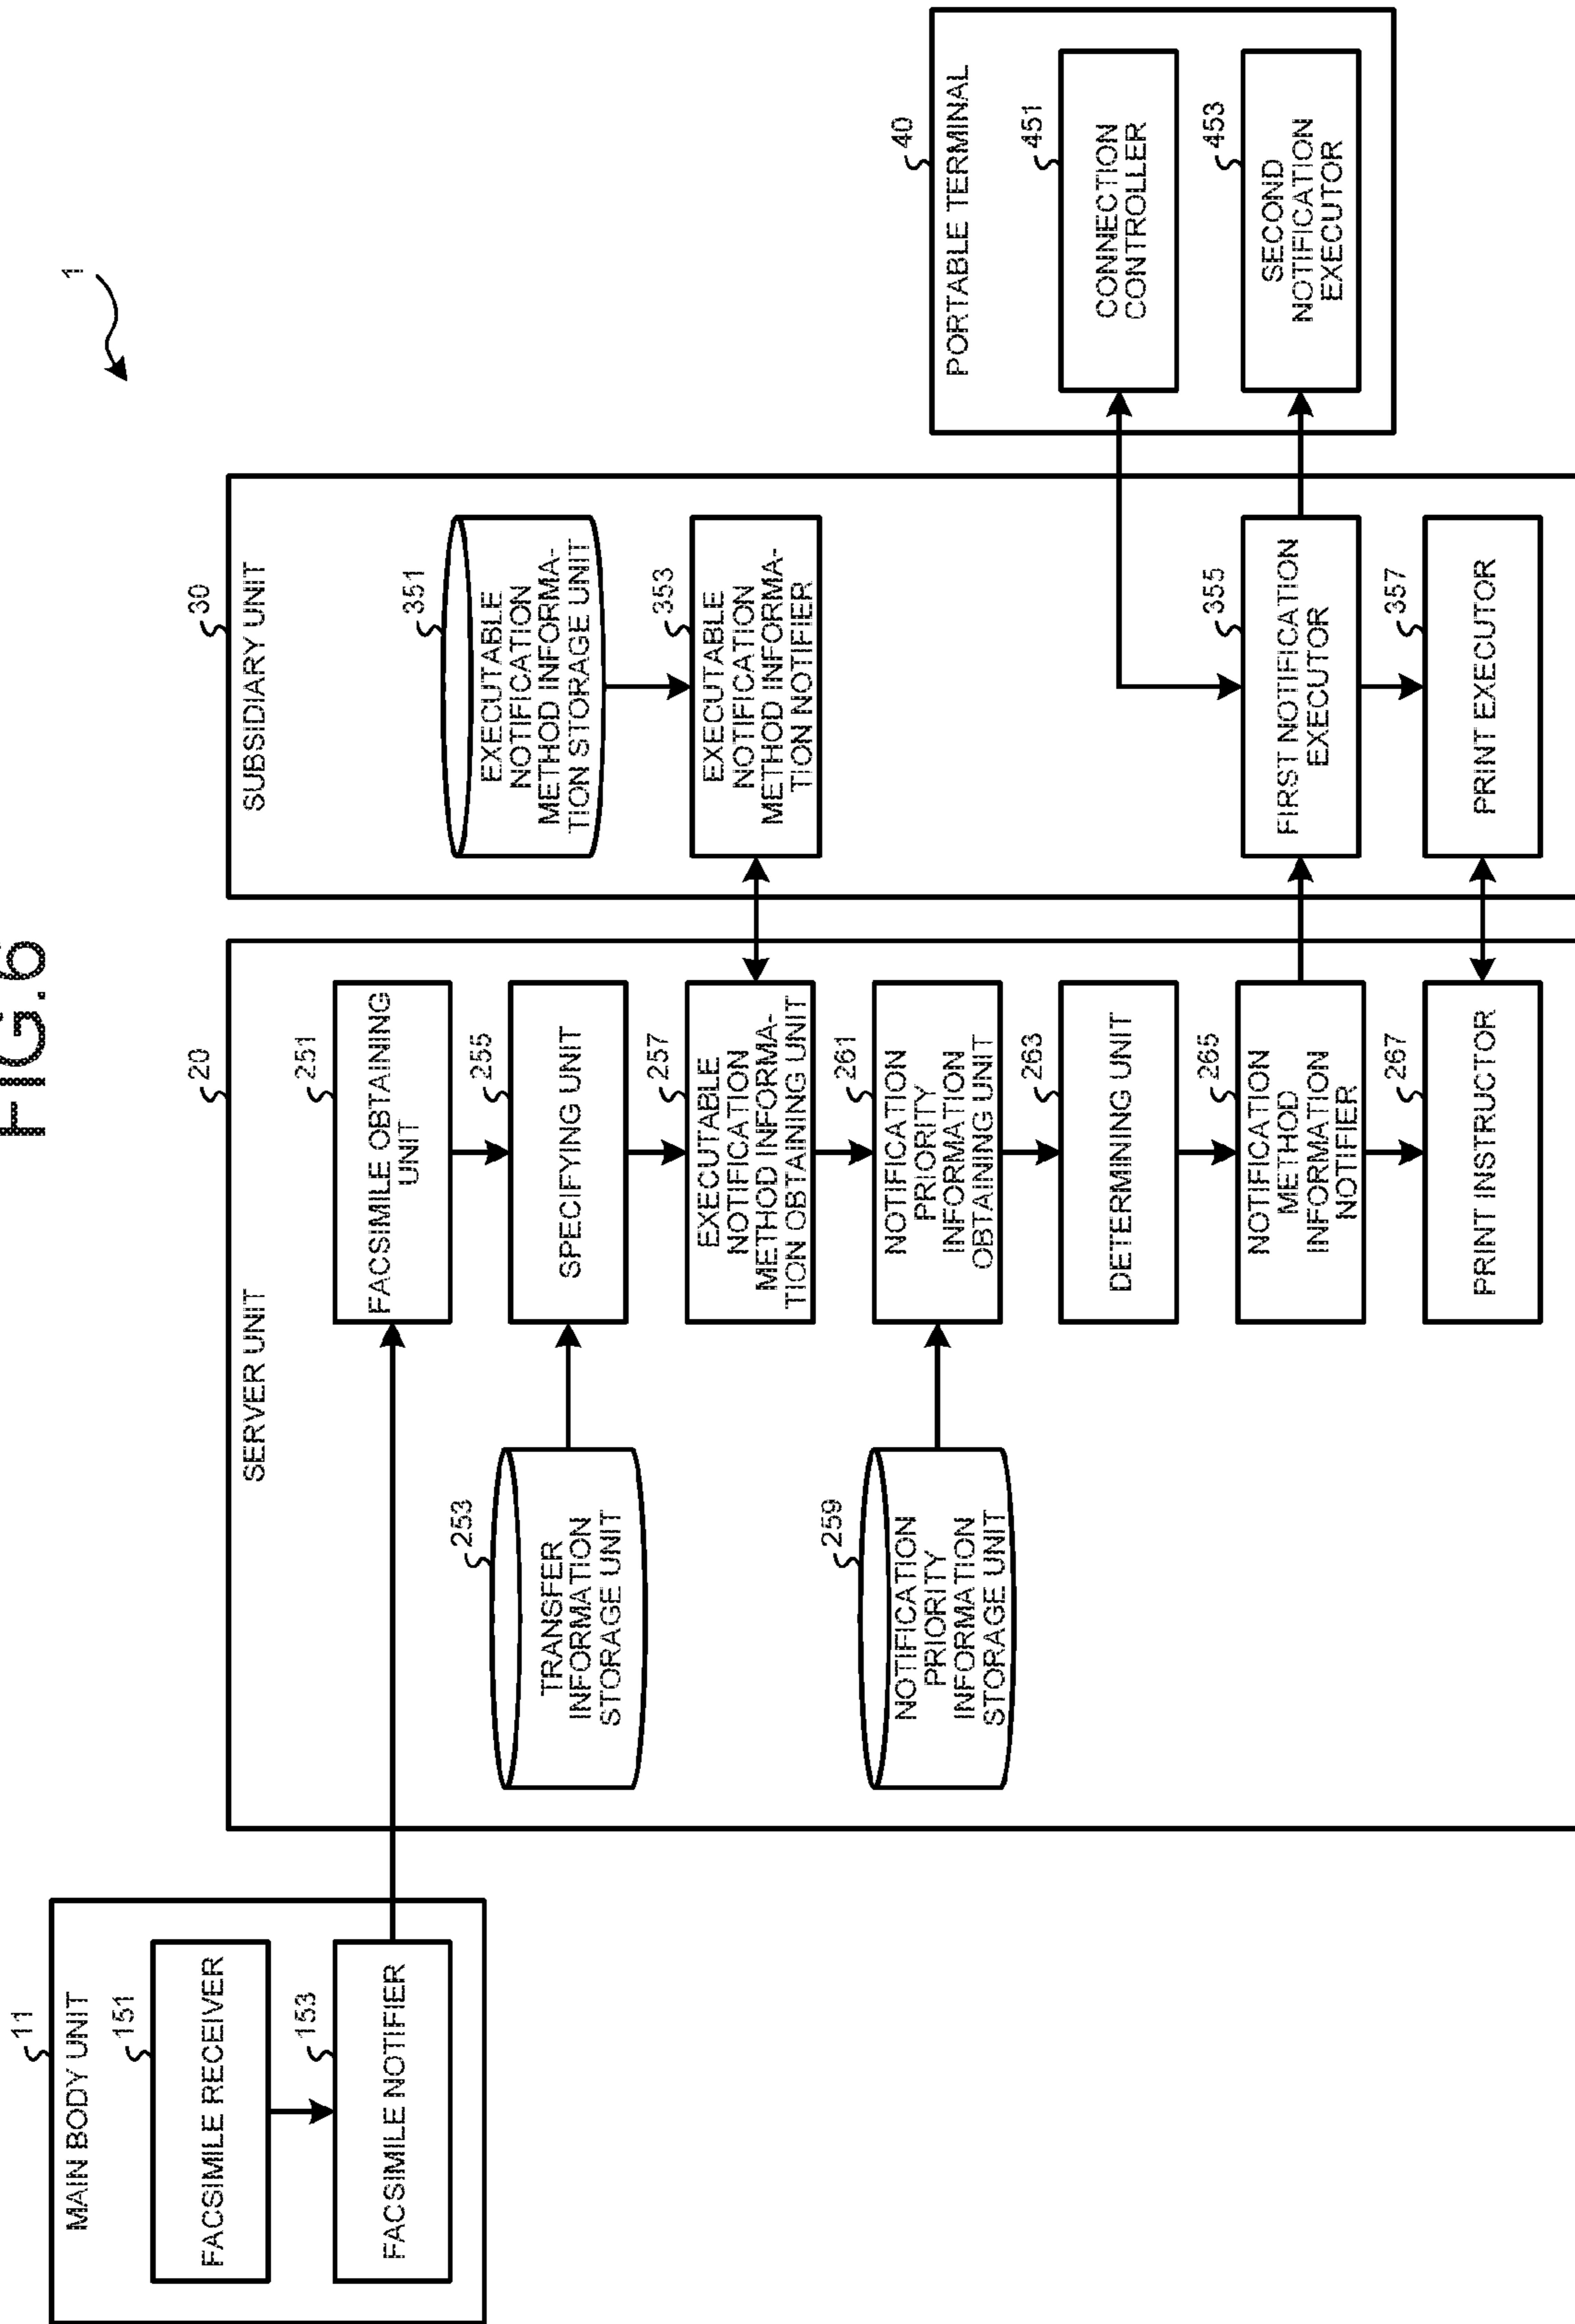 FIG.6
1
11
MAIN BODY UNIT
151
FACSIMILE RECEIVER
153
FACSIMILE NOTIFIER
20
SERVER UNIT
251
FACSIMILE OBTAINING
UNIT
253
TRANSFER
INFORMATION
STORAGE UNIT
255
SPECIFYING UNIT
257
EXECUTABLE
NOTIFICATION
METHOD INFORMA-
TION OBTAINING UNIT
259
NOTIFICATION
PRIORITY
INFORMATION
STORAGE UNIT
261
NOTIFICATION
PRIORITY
INFORMATION
OBTAINING UNIT
263
DETERMINING UNIT
265
NOTIFICATION
METHOD
INFORMATION
NOTIFIER
267
PRINT INSTRUCTOR
30
SUBSIDIARY UNIT
351
EXECUTABLE
NOTIFICATION
METHOD INFORMA-
TION STORAGE UNIT
353
EXECUTABLE
NOTIFICATION
METHOD INFORMA-
TION NOTIFIER
355
FIRST NOTIFICATION
EXECUTOR
357
PRINT EXECUTOR
40
PORTABLE TERMINAL
451
CONNECTION
CONTROLLER
453
SECOND
NOTIFICATION
EXECUTOR